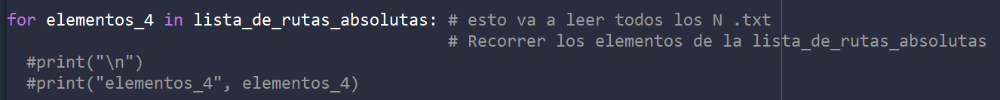 for elementos_4 in lista_de_rutas_absolutas: # esto va a leer todos los N .txt
# Recorrer los elementos de la lista_de_rutas_absolutas
#print("\n")
#print("elementos_4", elementos_4)